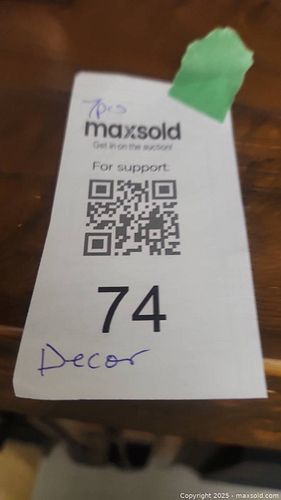 7pcs
maxsold
Get in on the auction!
For support:
74
Decor
Copyright 2025 - maxsold.com